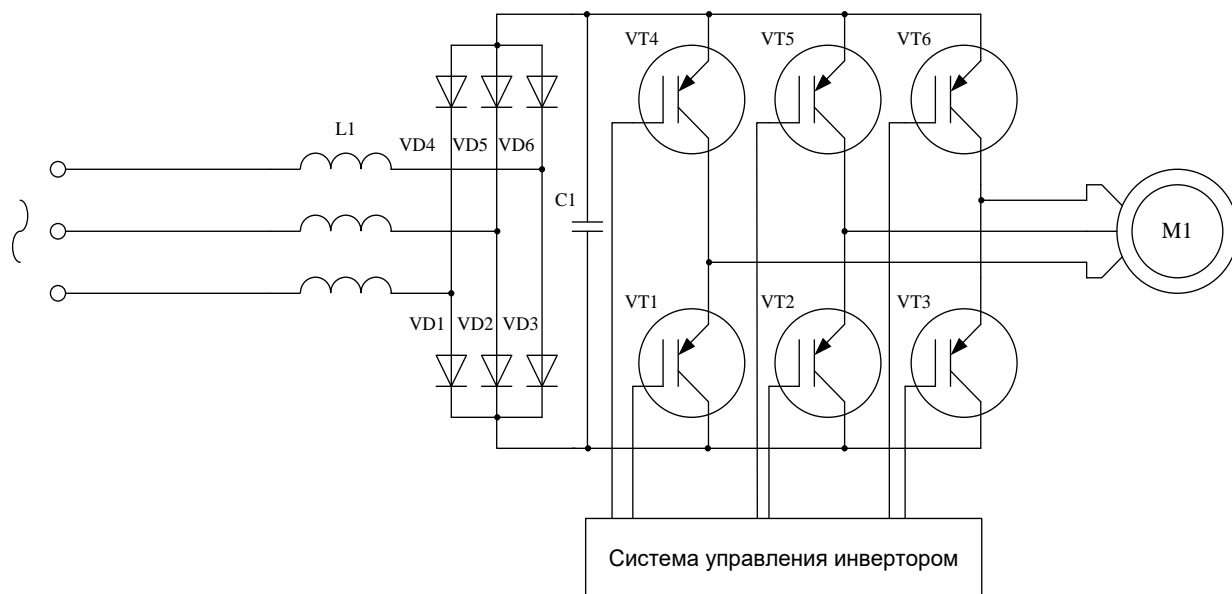 VT4
VT5
VT6
L1
VD4
VD5
VD6
C1
M1
VD1
VD2
VD3
VT1
VT2
VT3
Система управления инвертором